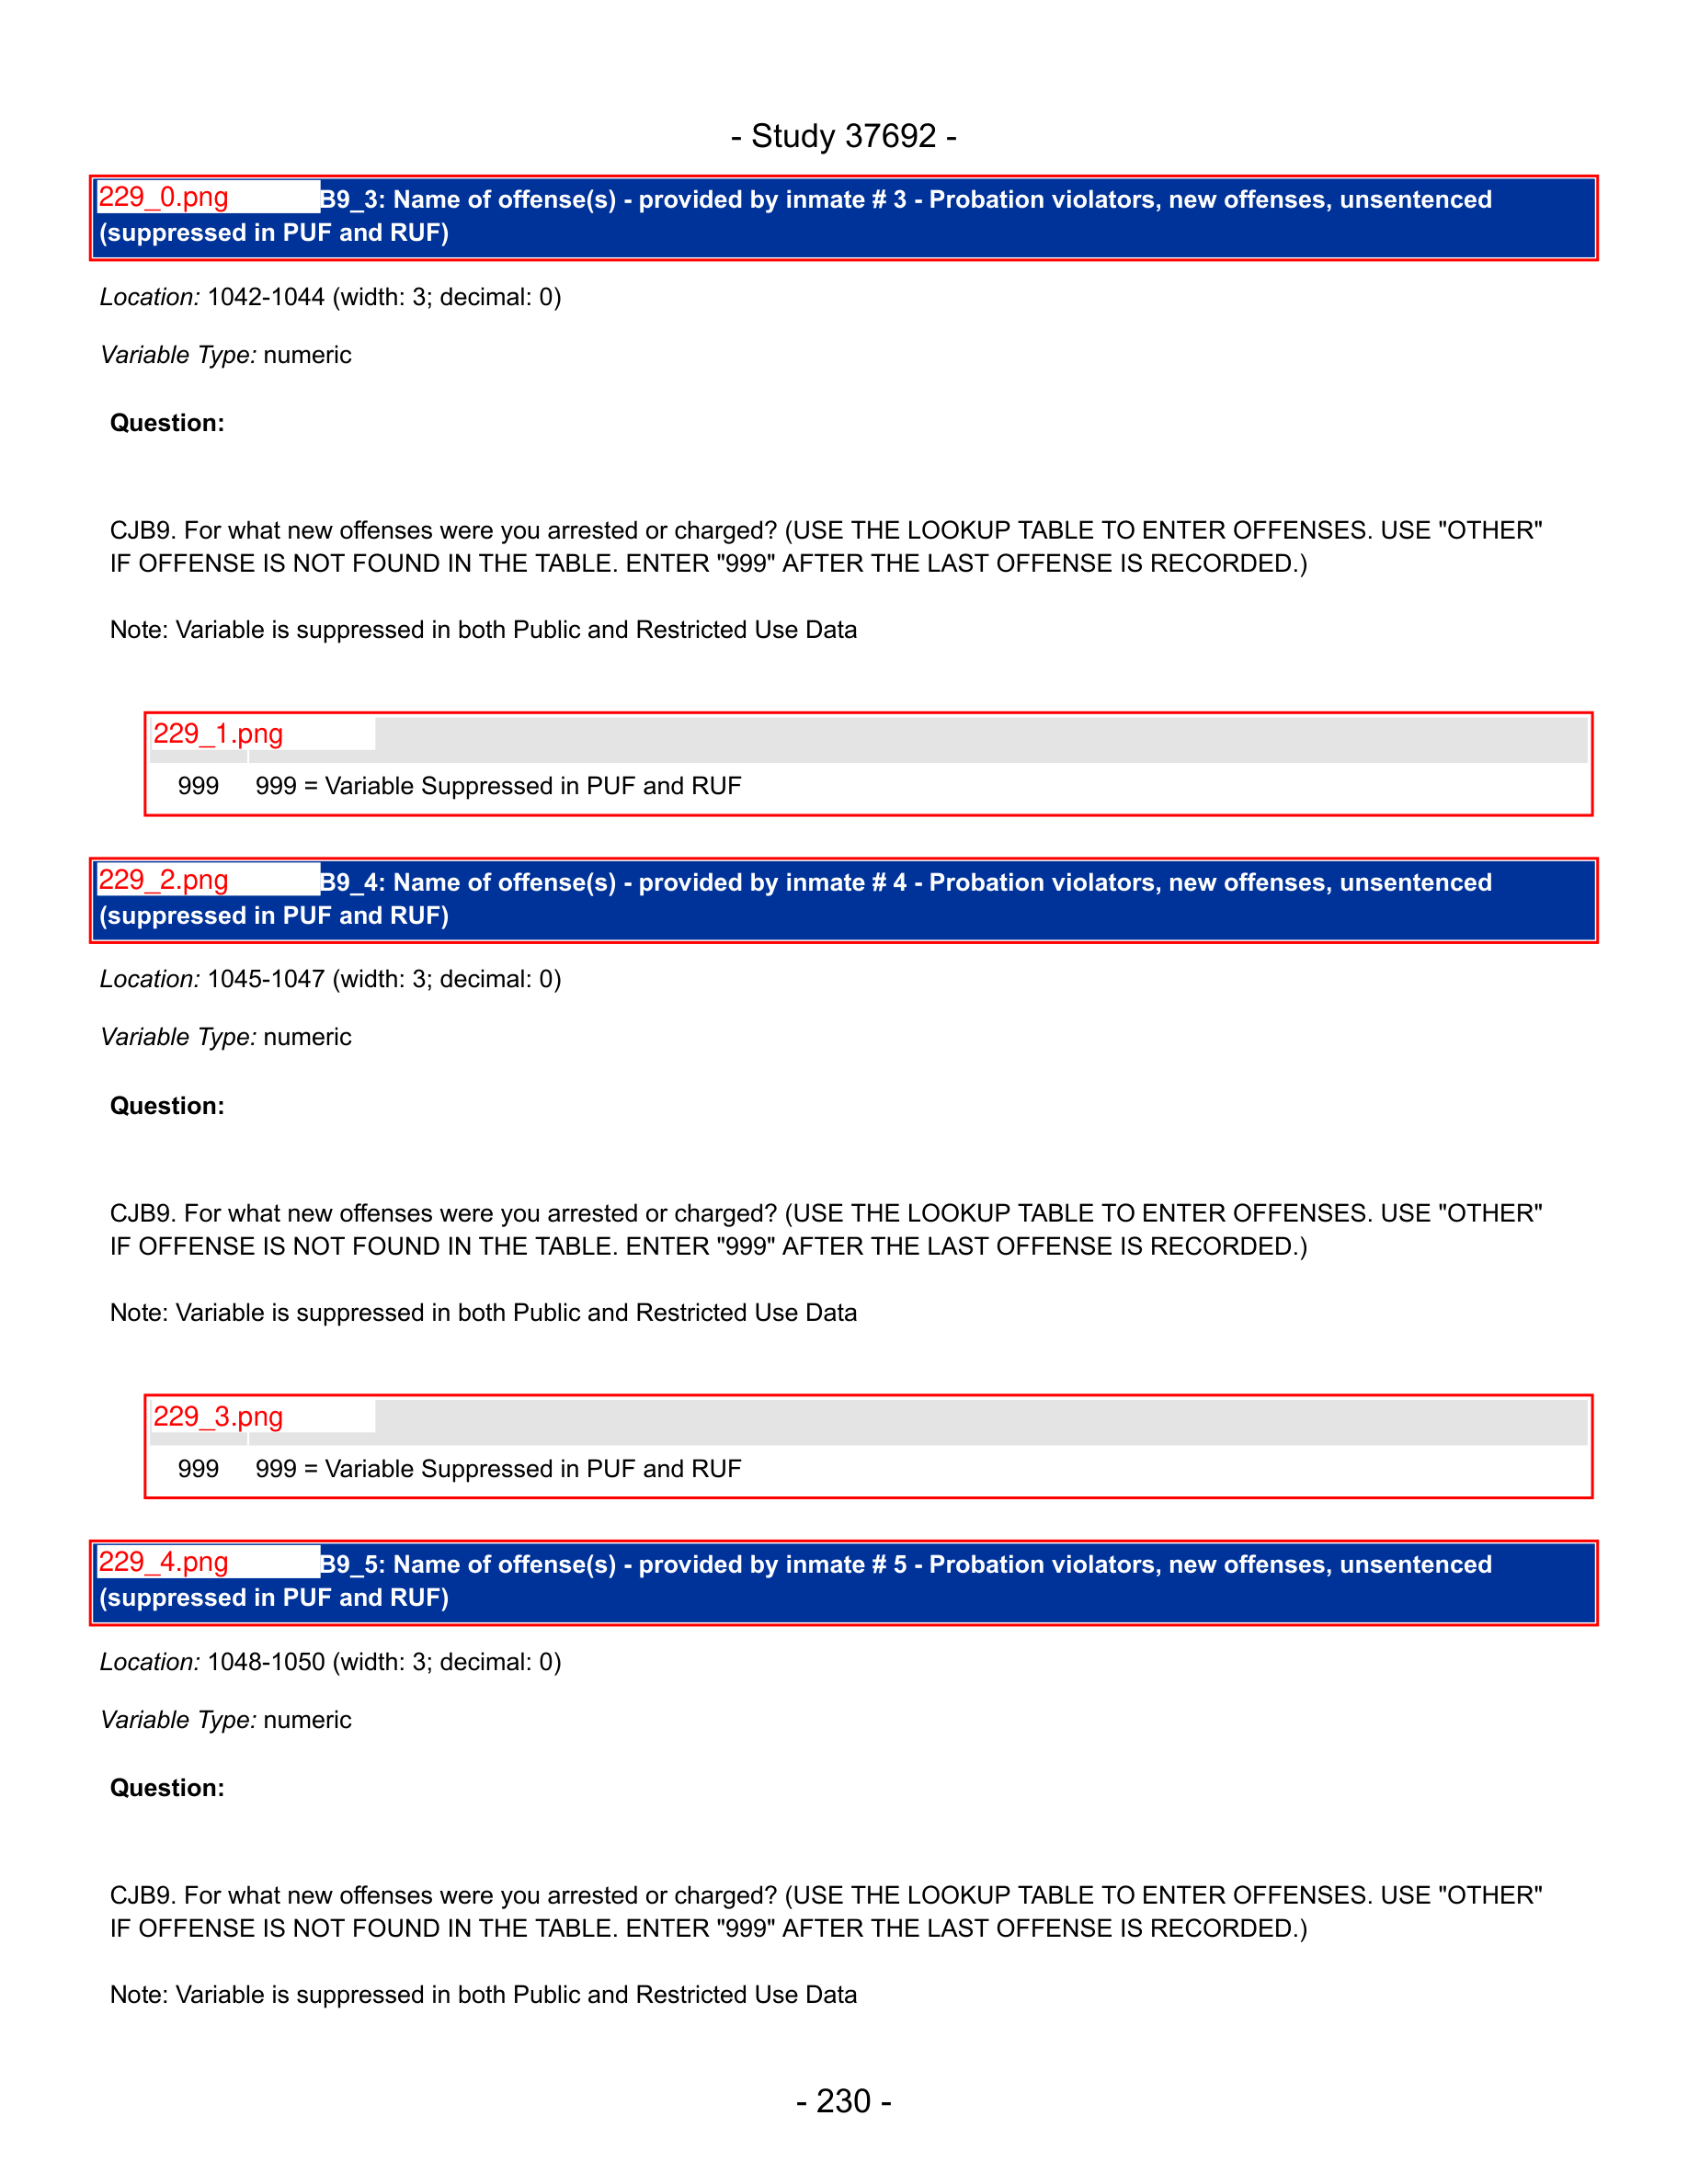 - Study 37692 -
229_0.png B9_3: Name of offense(s) - provided by inmate # 3 - Probation violators, new offenses, unsentenced
(suppressed in PUF and RUF)
Location: 1042-1044 (width: 3; decimal: 0)
Variable Type: numeric
Question:
CJB9. For what new offenses were you arrested or charged? (USE THE LOOKUP TABLE TO ENTER OFFENSES. USE "OTHER"
IF OFFENSE IS NOT FOUND IN THE TABLE. ENTER "999" AFTER THE LAST OFFENSE IS RECORDED.)
Note: Variable is suppressed in both Public and Restricted Use Data
229_1.png
999 999 = Variable Suppressed in PUF and RUF
229_2.png B9_4: Name of offense(s) - provided by inmate # 4 - Probation violators, new offenses, unsentenced
(suppressed in PUF and RUF)
Location: 1045-1047 (width: 3; decimal: 0)
Variable Type: numeric
Question:
CJB9. For what new offenses were you arrested or charged? (USE THE LOOKUP TABLE TO ENTER OFFENSES. USE "OTHER"
IF OFFENSE IS NOT FOUND IN THE TABLE. ENTER "999" AFTER THE LAST OFFENSE IS RECORDED.)
Note: Variable is suppressed in both Public and Restricted Use Data
229_3.png
999 999 = Variable Suppressed in PUF and RUF
229_4.png B9_5: Name of offense(s) - provided by inmate # 5 - Probation violators, new offenses, unsentenced
(suppressed in PUF and RUF)
Location: 1048-1050 (width: 3; decimal: 0)
Variable Type: numeric
Question:
CJB9. For what new offenses were you arrested or charged? (USE THE LOOKUP TABLE TO ENTER OFFENSES. USE "OTHER"
IF OFFENSE IS NOT FOUND IN THE TABLE. ENTER "999" AFTER THE LAST OFFENSE IS RECORDED.)
Note: Variable is suppressed in both Public and Restricted Use Data
- 230 -